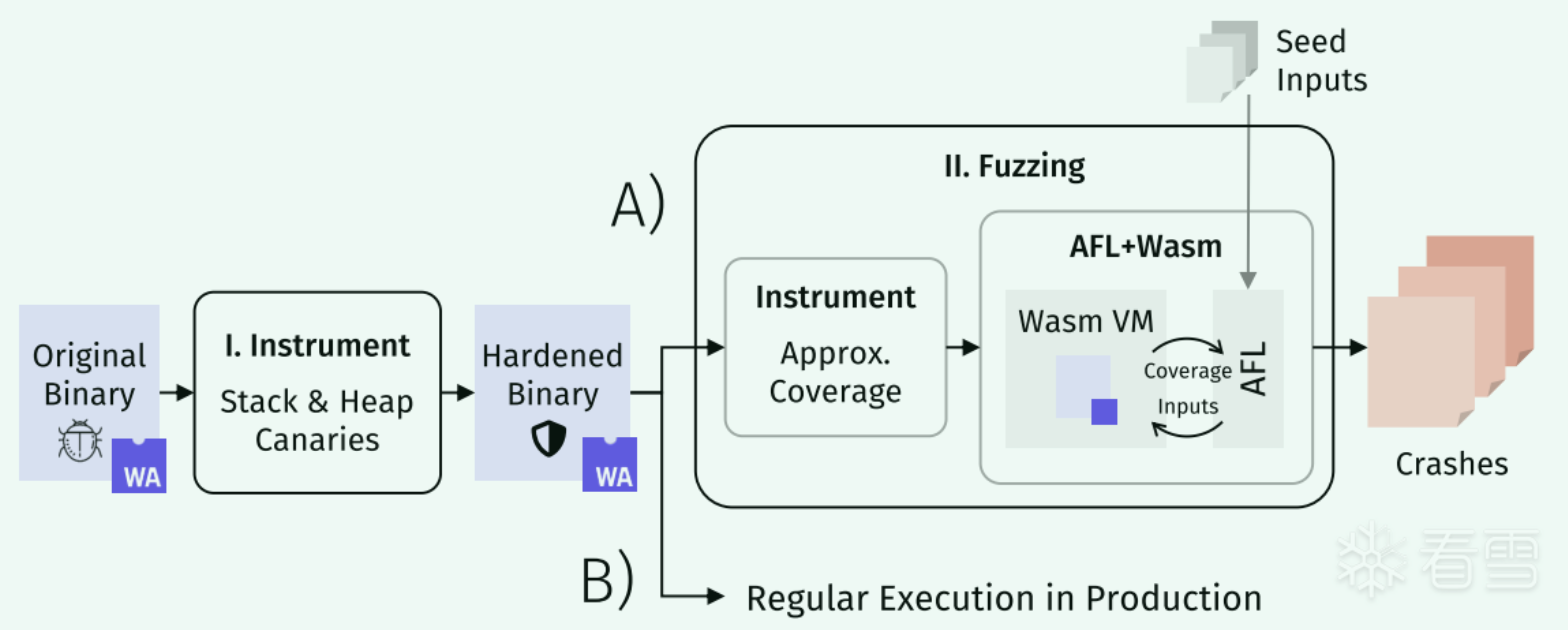 Seed
Inputs
II. Fuzzing
A)
AFL+Wasm
Instrument
Approx.
Coverage
Wasm VM
Coverage
Inputs
AFL
Original
Binary
WA
I. Instrument
Stack & Heap
Canaries
Hardened
Binary
WA
Crashes
B)
Regular Execution in Production
看雪